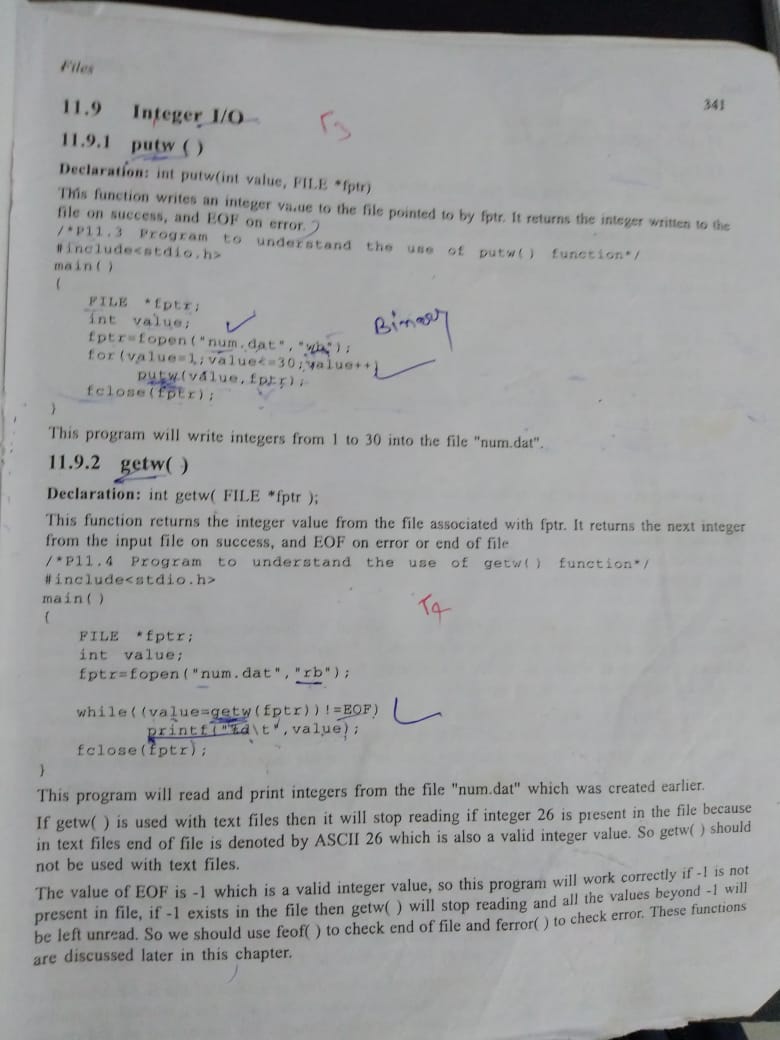 Files
341
11.9 Integer I/O
T3
11.9.1 putw ( )
Declaration: int putw(int value, FILE *fptr)
This function writes an integer value to the file pointed to by fptr. It returns the integer written to the
file on success, and EOF on error.
/*P11.3 Program to understand the use of putw( ) function*/
#include<stdio.h>
main( )
{
FILE *fptr;
int value;
Binary
fptr=fopen("num.dat","wb");
for(value=1;value<=30;value++)
putw(value,fptr);
fclose(fptr);
}
This program will write integers from 1 to 30 into the file "num.dat".
11.9.2 getw( )
Declaration: int getw( FILE *fptr );
This function returns the integer value from the file associated with fptr. It returns the next integer
from the input file on success, and EOF on error or end of file
/*P11.4 Program to understand the use of getw( ) function*/
#include<stdio.h>
main( )
T4
{
FILE *fptr;
int value;
fptr=fopen("num.dat","rb");
while((value=getw(fptr))!=EOF)
printf("%d\t",value);
fclose(fptr);
}
This program will read and print integers from the file "num.dat" which was created earlier.
If getw( ) is used with text files then it will stop reading if integer 26 is present in the file because
in text files end of file is denoted by ASCII 26 which is also a valid integer value. So getw( ) should
not be used with text files.
The value of EOF is -1 which is a valid integer value, so this program will work correctly if -1 is not
present in file, if -1 exists in the file then getw( ) will stop reading and all the values beyond -1 will
be left unread. So we should use feof( ) to check end of file and ferror( ) to check error. These functions
are discussed later in this chapter.